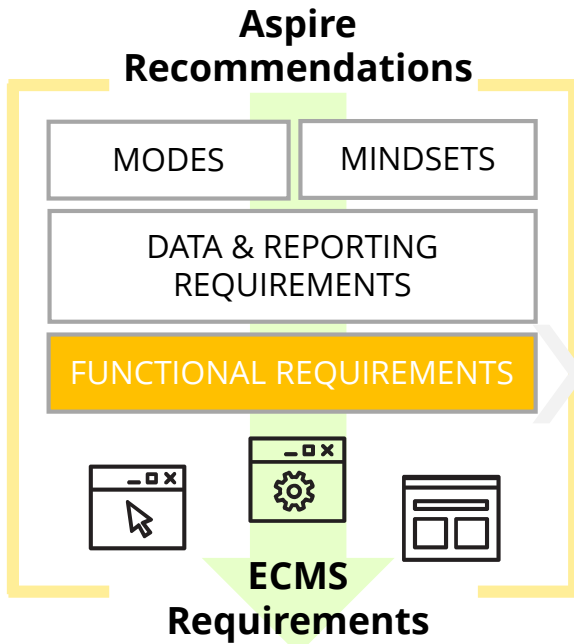 Aspire
Recommendations
MODES
MINDSETS
DATA & REPORTING
REQUIREMENTS
FUNCTIONAL REQUIREMENTS
ECMS
Requirements